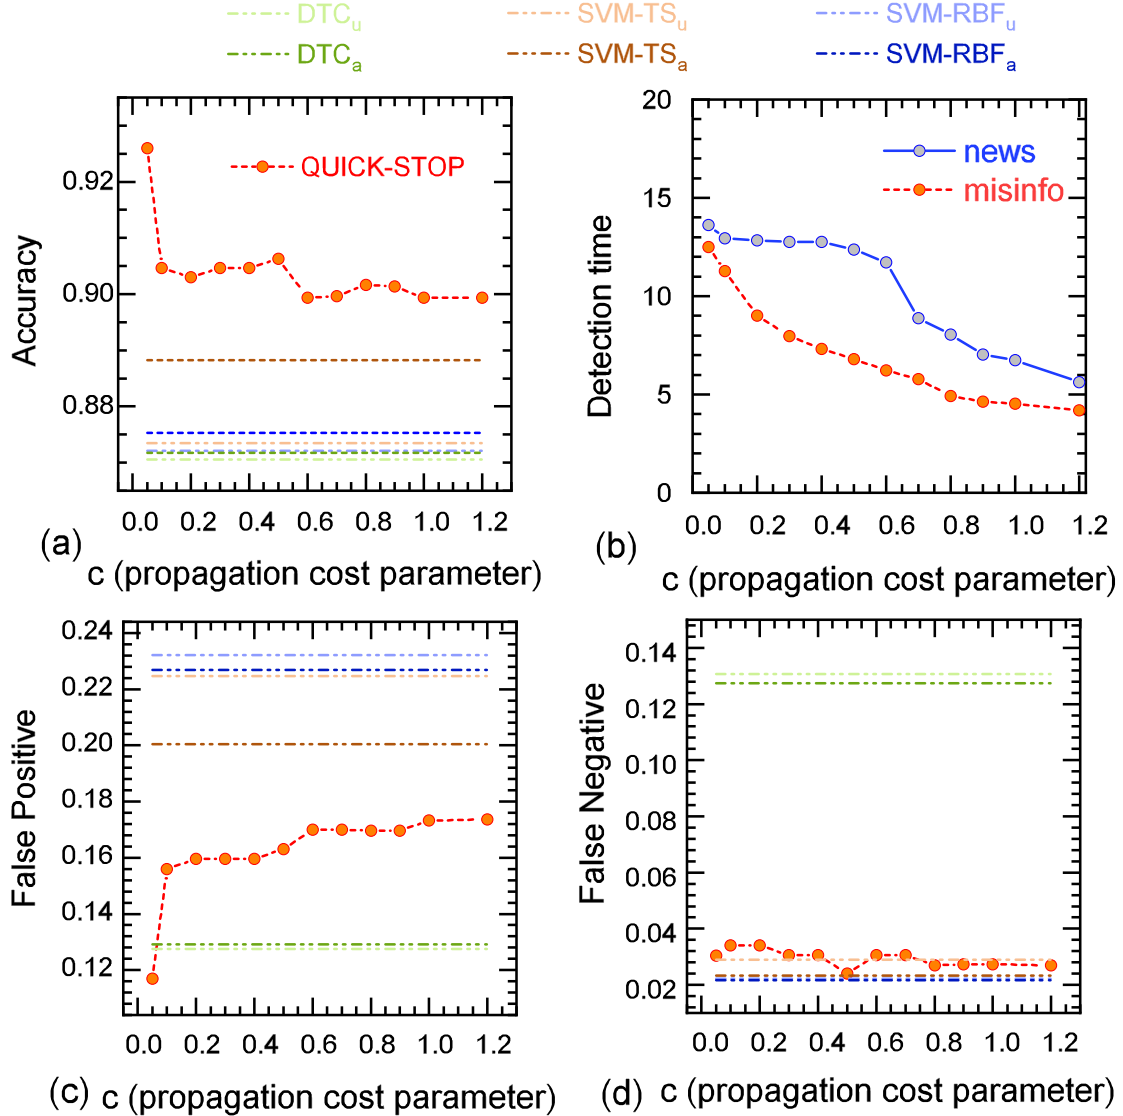 DTCu SVM-TSu SVM-RBFu
DTCa SVM-TSa SVM-RBFa
QUICK-STOP
Accuracy
0.92
0.90
0.88
0.0 0.2 0.4 0.6 0.8 1.0 1.2
(a)
c (propagation cost parameter)
news
misinfo
Detection time
20
15
10
5
0
0.0 0.2 0.4 0.6 0.8 1.0 1.2
(b)
c (propagation cost parameter)
False Positive
0.24
0.22
0.20
0.18
0.16
0.14
0.12
0.0 0.2 0.4 0.6 0.8 1.0 1.2
(c) c (propagation cost parameter)
False Negative
0.14
0.12
0.10
0.08
0.06
0.04
0.02
0.0 0.2 0.4 0.6 0.8 1.0 1.2
(d) c (propagation cost parameter)